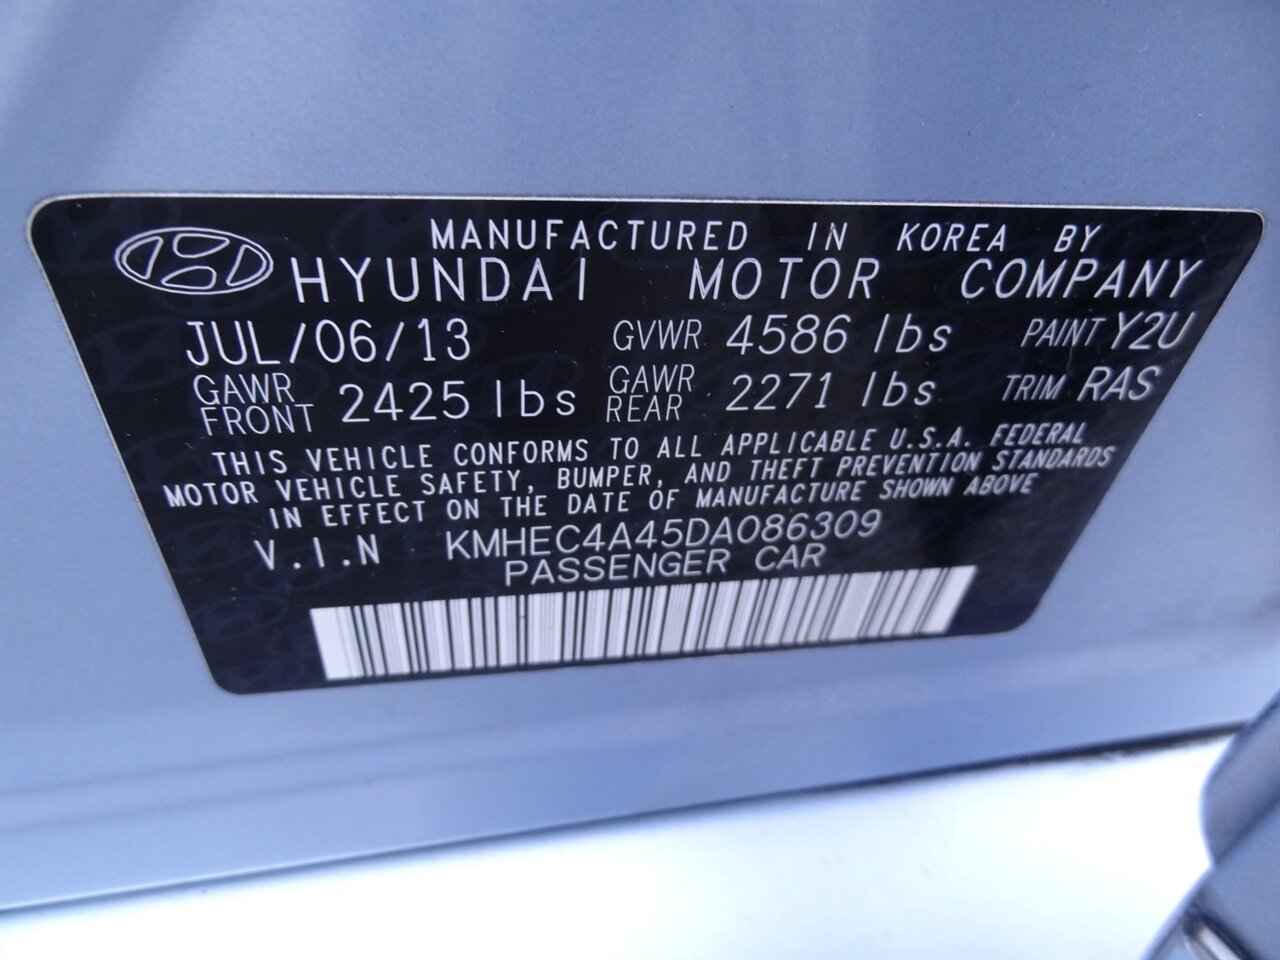 MANUFACTURED IN KOREA BY
HYUNDAI MOTOR COMPANY
JUL/06/13 GVWR 4586 lbs PAINT Y2U
GAWR FRONT 2425 lbs GAWR REAR 2271 lbs TRIM RAS
THIS VEHICLE CONFORMS TO ALL APPLICABLE U.S.A. FEDERAL
MOTOR VEHICLE SAFETY, BUMPER, AND THEFT PREVENTION STANDARDS
IN EFFECT ON THE DATE OF MANUFACTURE SHOWN ABOVE
V.I.N KMHEC4A45DA086309
PASSENGER CAR